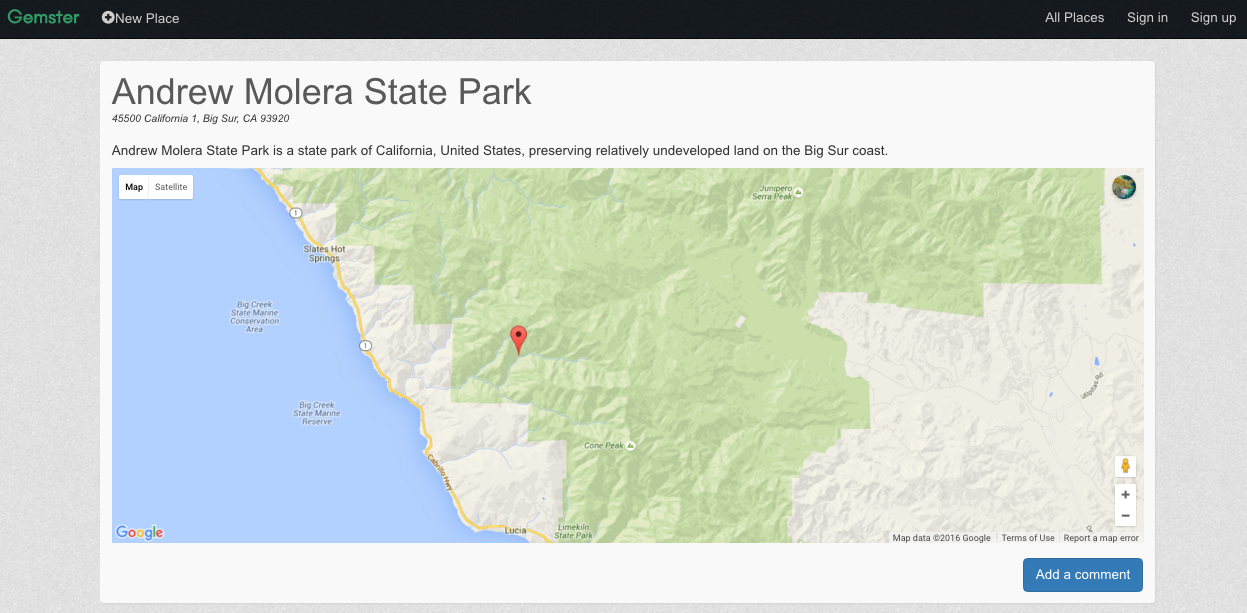 Gemster
New Place
All Places
Sign in
Sign up
Andrew Molera State Park
45500 California 1, Big Sur, CA 93920
Andrew Molera State Park is a state park of California, United States, preserving relatively undeveloped land on the Big Sur coast.
Map
Satellite
Junipero
Serra Peak
1
Slates Hot
Springs
Big Creek
State Marine
Conservation
Area
1
Milpitas Rd
Big Creek
State Marine
Reserve
Cone Peak
Cabrillo Hwy
+
−
Lucia
Limekiln
State Park
Google
Map data ©2016 Google
Terms of Use
Report a map error
Add a comment